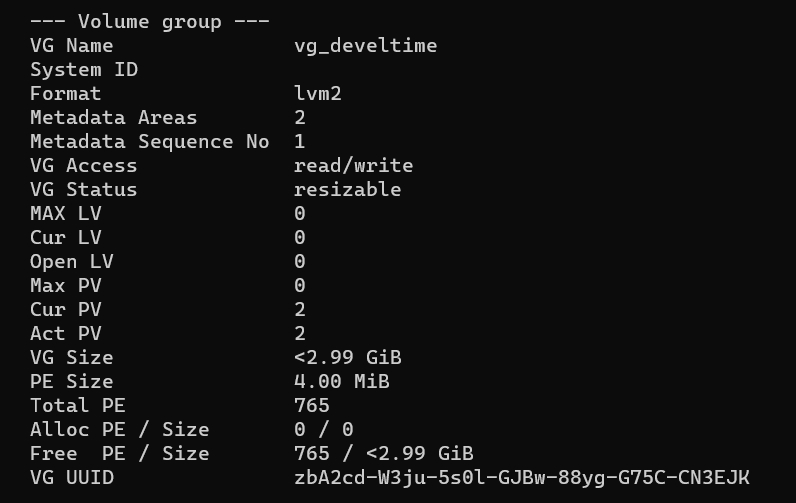 --- Volume group ---
VG Name               vg_develtime
System ID
Format                lvm2
Metadata Areas        2
Metadata Sequence No  1
VG Access             read/write
VG Status             resizable
MAX LV                0
Cur LV                0
Open LV               0
Max PV                0
Cur PV                2
Act PV                2
VG Size               <2.99 GiB
PE Size               4.00 MiB
Total PE              765
Alloc PE / Size       0 / 0
Free  PE / Size       765 / <2.99 GiB
VG UUID               zbA2cd-W3ju-5s0l-GJBw-88yg-G75C-CN3EJK